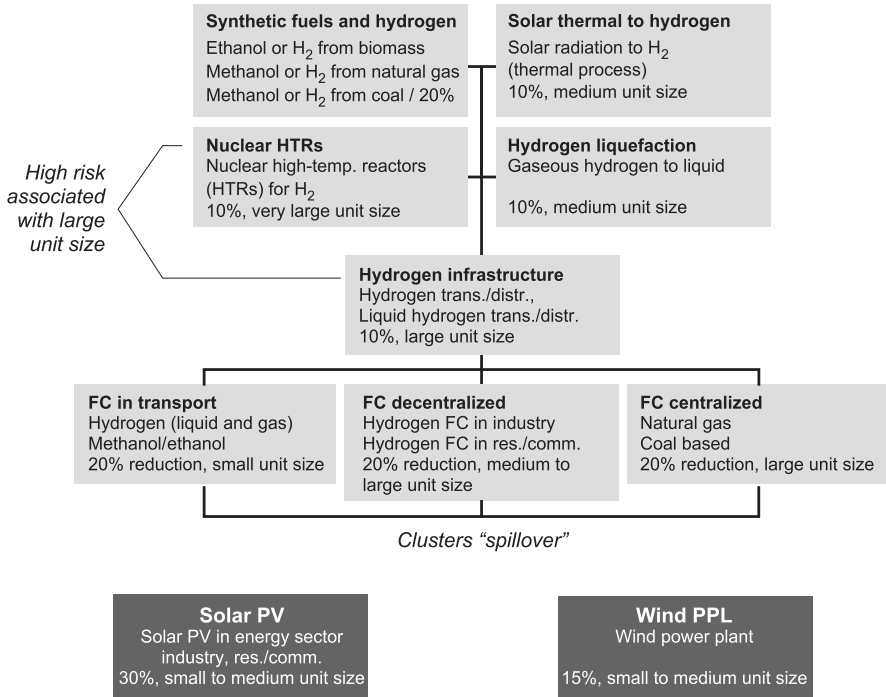 Synthetic fuels and hydrogen
Ethanol or H2 from biomass
Methanol or H2 from natural gas
Methanol or H2 from coal / 20%
Solar thermal to hydrogen
Solar radiation to H2
(thermal process)
10%, medium unit size
High risk
associated
with large
unit size
Nuclear HTRs
Nuclear high-temp. reactors
(HTRs) for H2
10%, very large unit size
Hydrogen liquefaction
Gaseous hydrogen to liquid
10%, medium unit size
Hydrogen infrastructure
Hydrogen trans./distr.,
Liquid hydrogen trans./distr.
10%, large unit size
FC in transport
Hydrogen (liquid and gas)
Methanol/ethanol
20% reduction, small unit size
FC decentralized
Hydrogen FC in industry
Hydrogen FC in res./comm.
20% reduction, medium to
large unit size
FC centralized
Natural gas
Coal based
20% reduction, large unit size
Clusters “spillover”
Solar PV
Solar PV in energy sector
industry, res./comm.
30%, small to medium unit size
Wind PPL
Wind power plant
15%, small to medium unit size